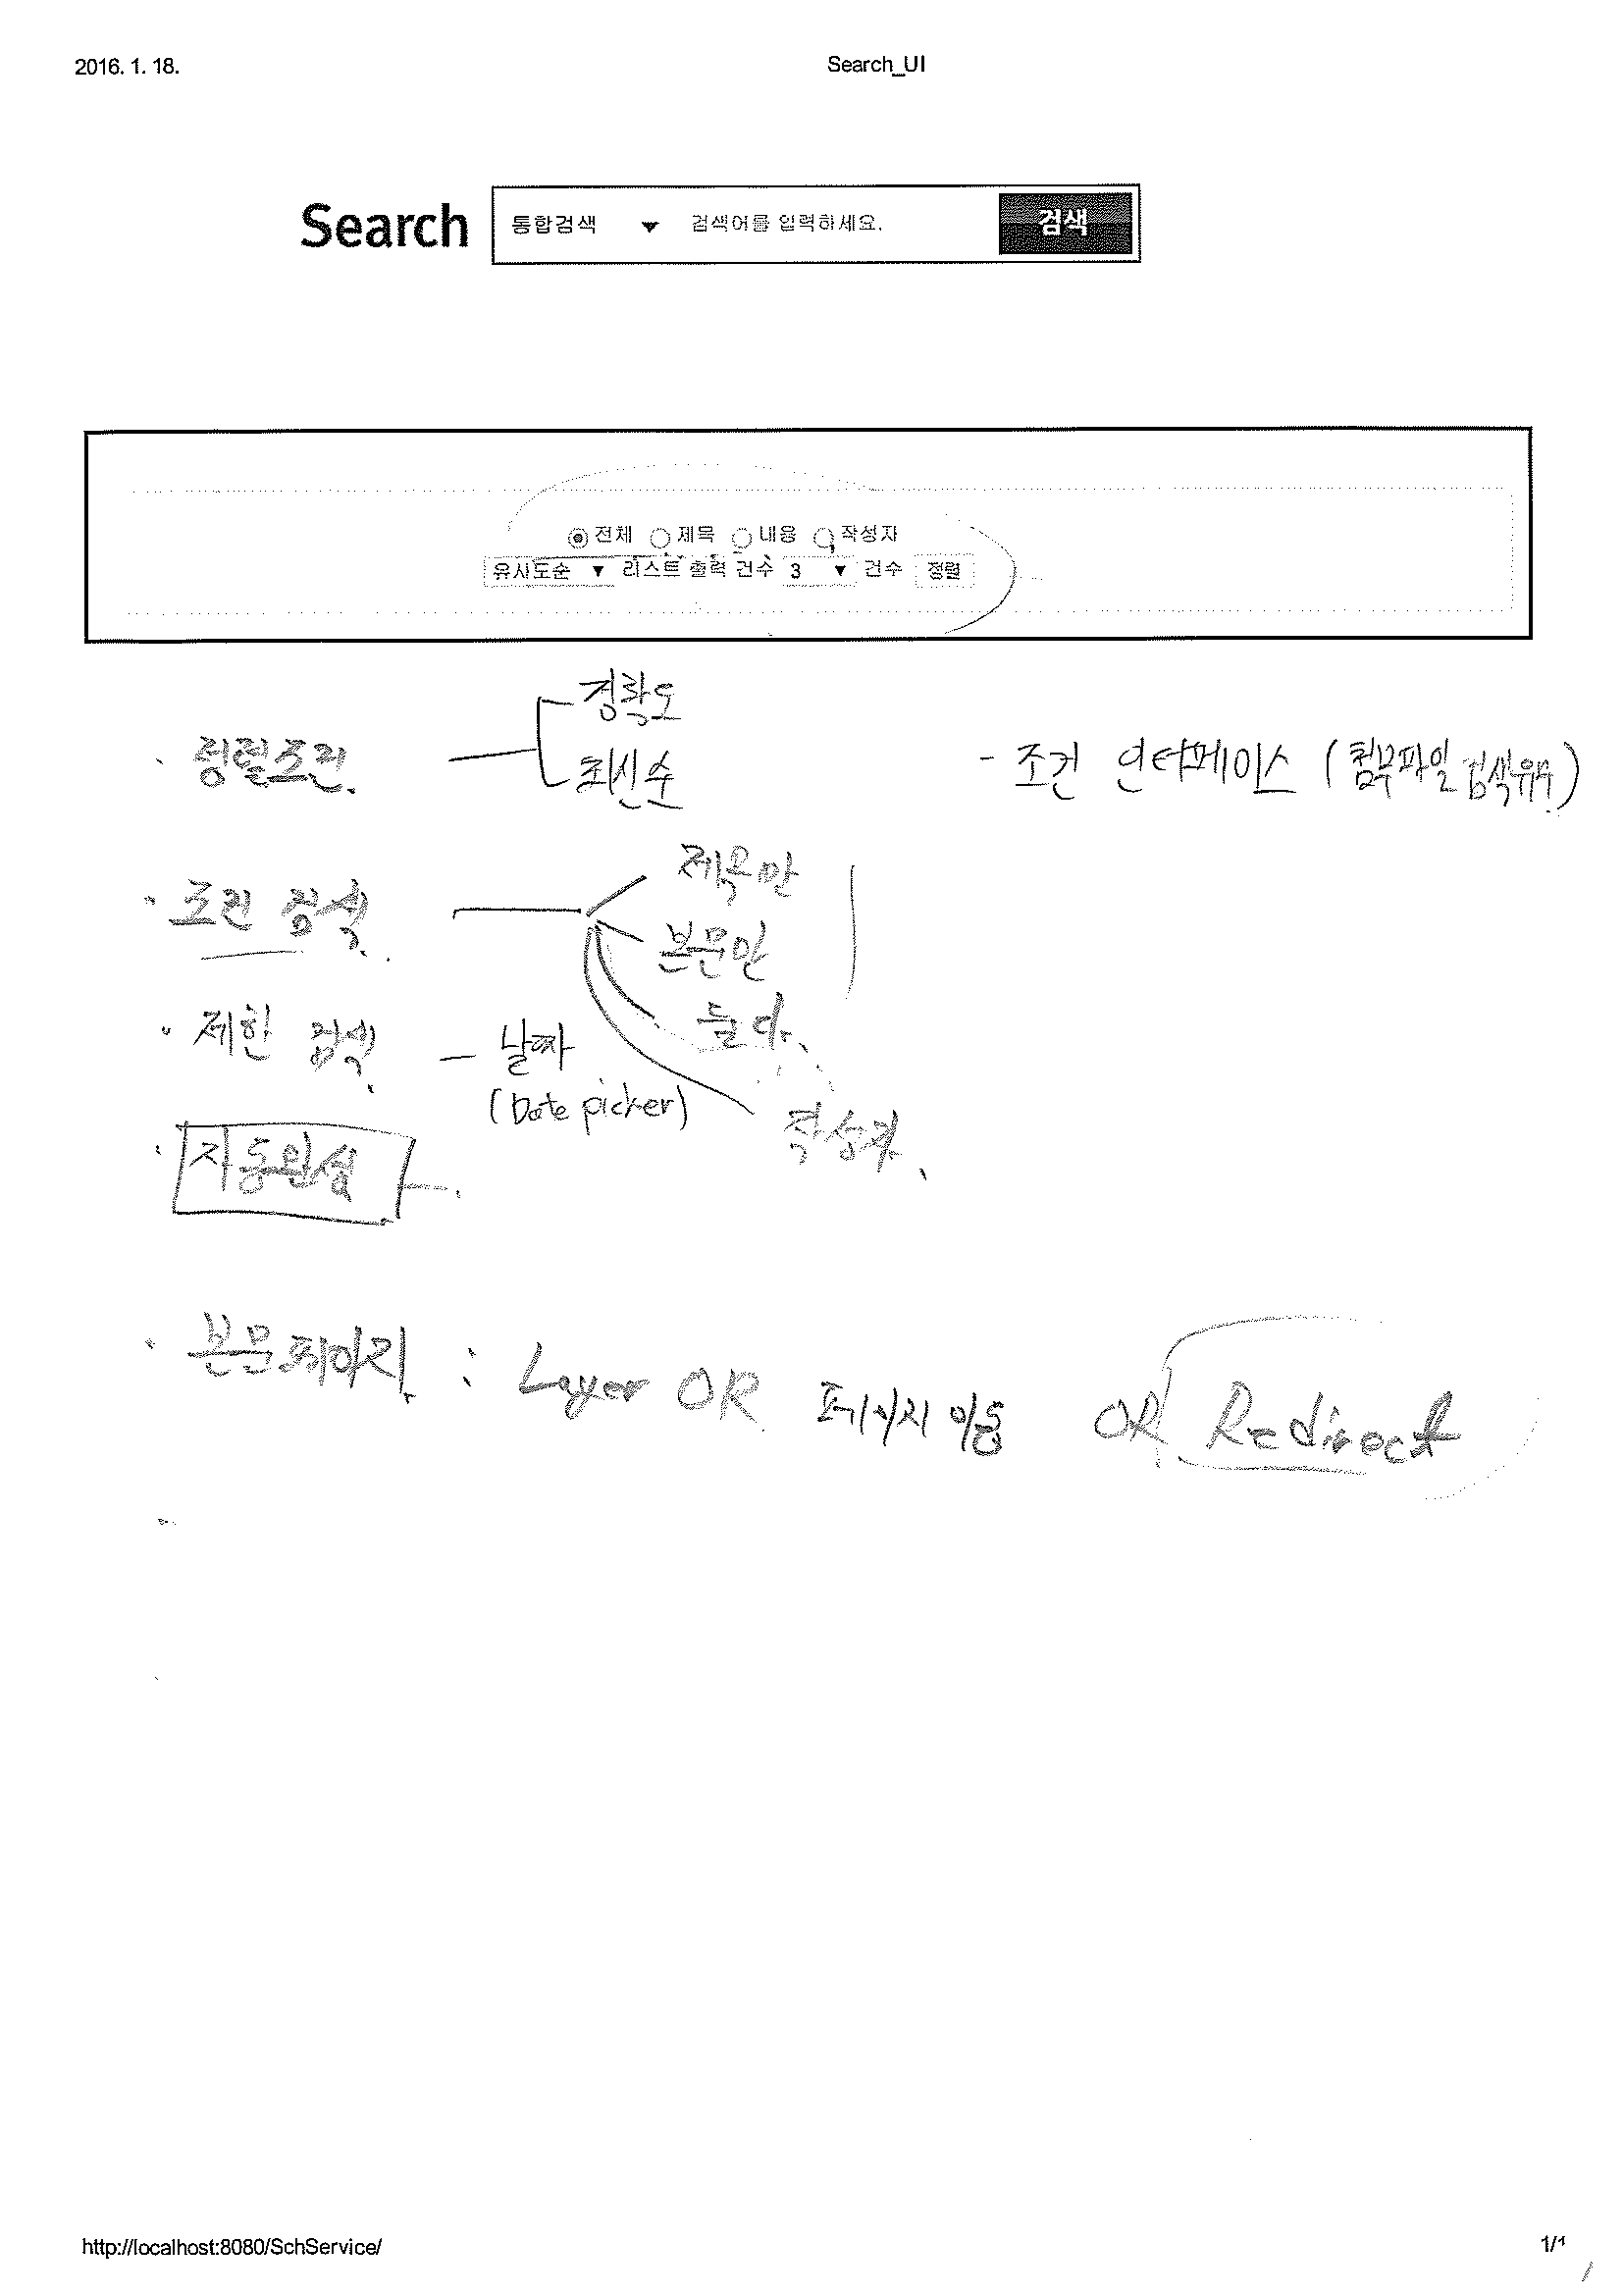 2016. 1. 18.
Search_UI
Search 통합검색 ▼ 검색어를 입력하세요. 검색
전체 제목 내용 작성자
유사도순 ▼ 리스트 출력 건수 3 ▼ 건수 정렬
· 정렬조건. 정확도
최신순
- 조건 인터페이스 (첨부파일 검색유무)
· 조건 검색. 제목만
본문만
둘다.
작성자.
· 제한 검색. - 날짜
(Date picker)
· 자동완성
· 본문페이지 : Layer OR 페이지 이동 OR Redirect
http://localhost:8080/SchService/
1/1